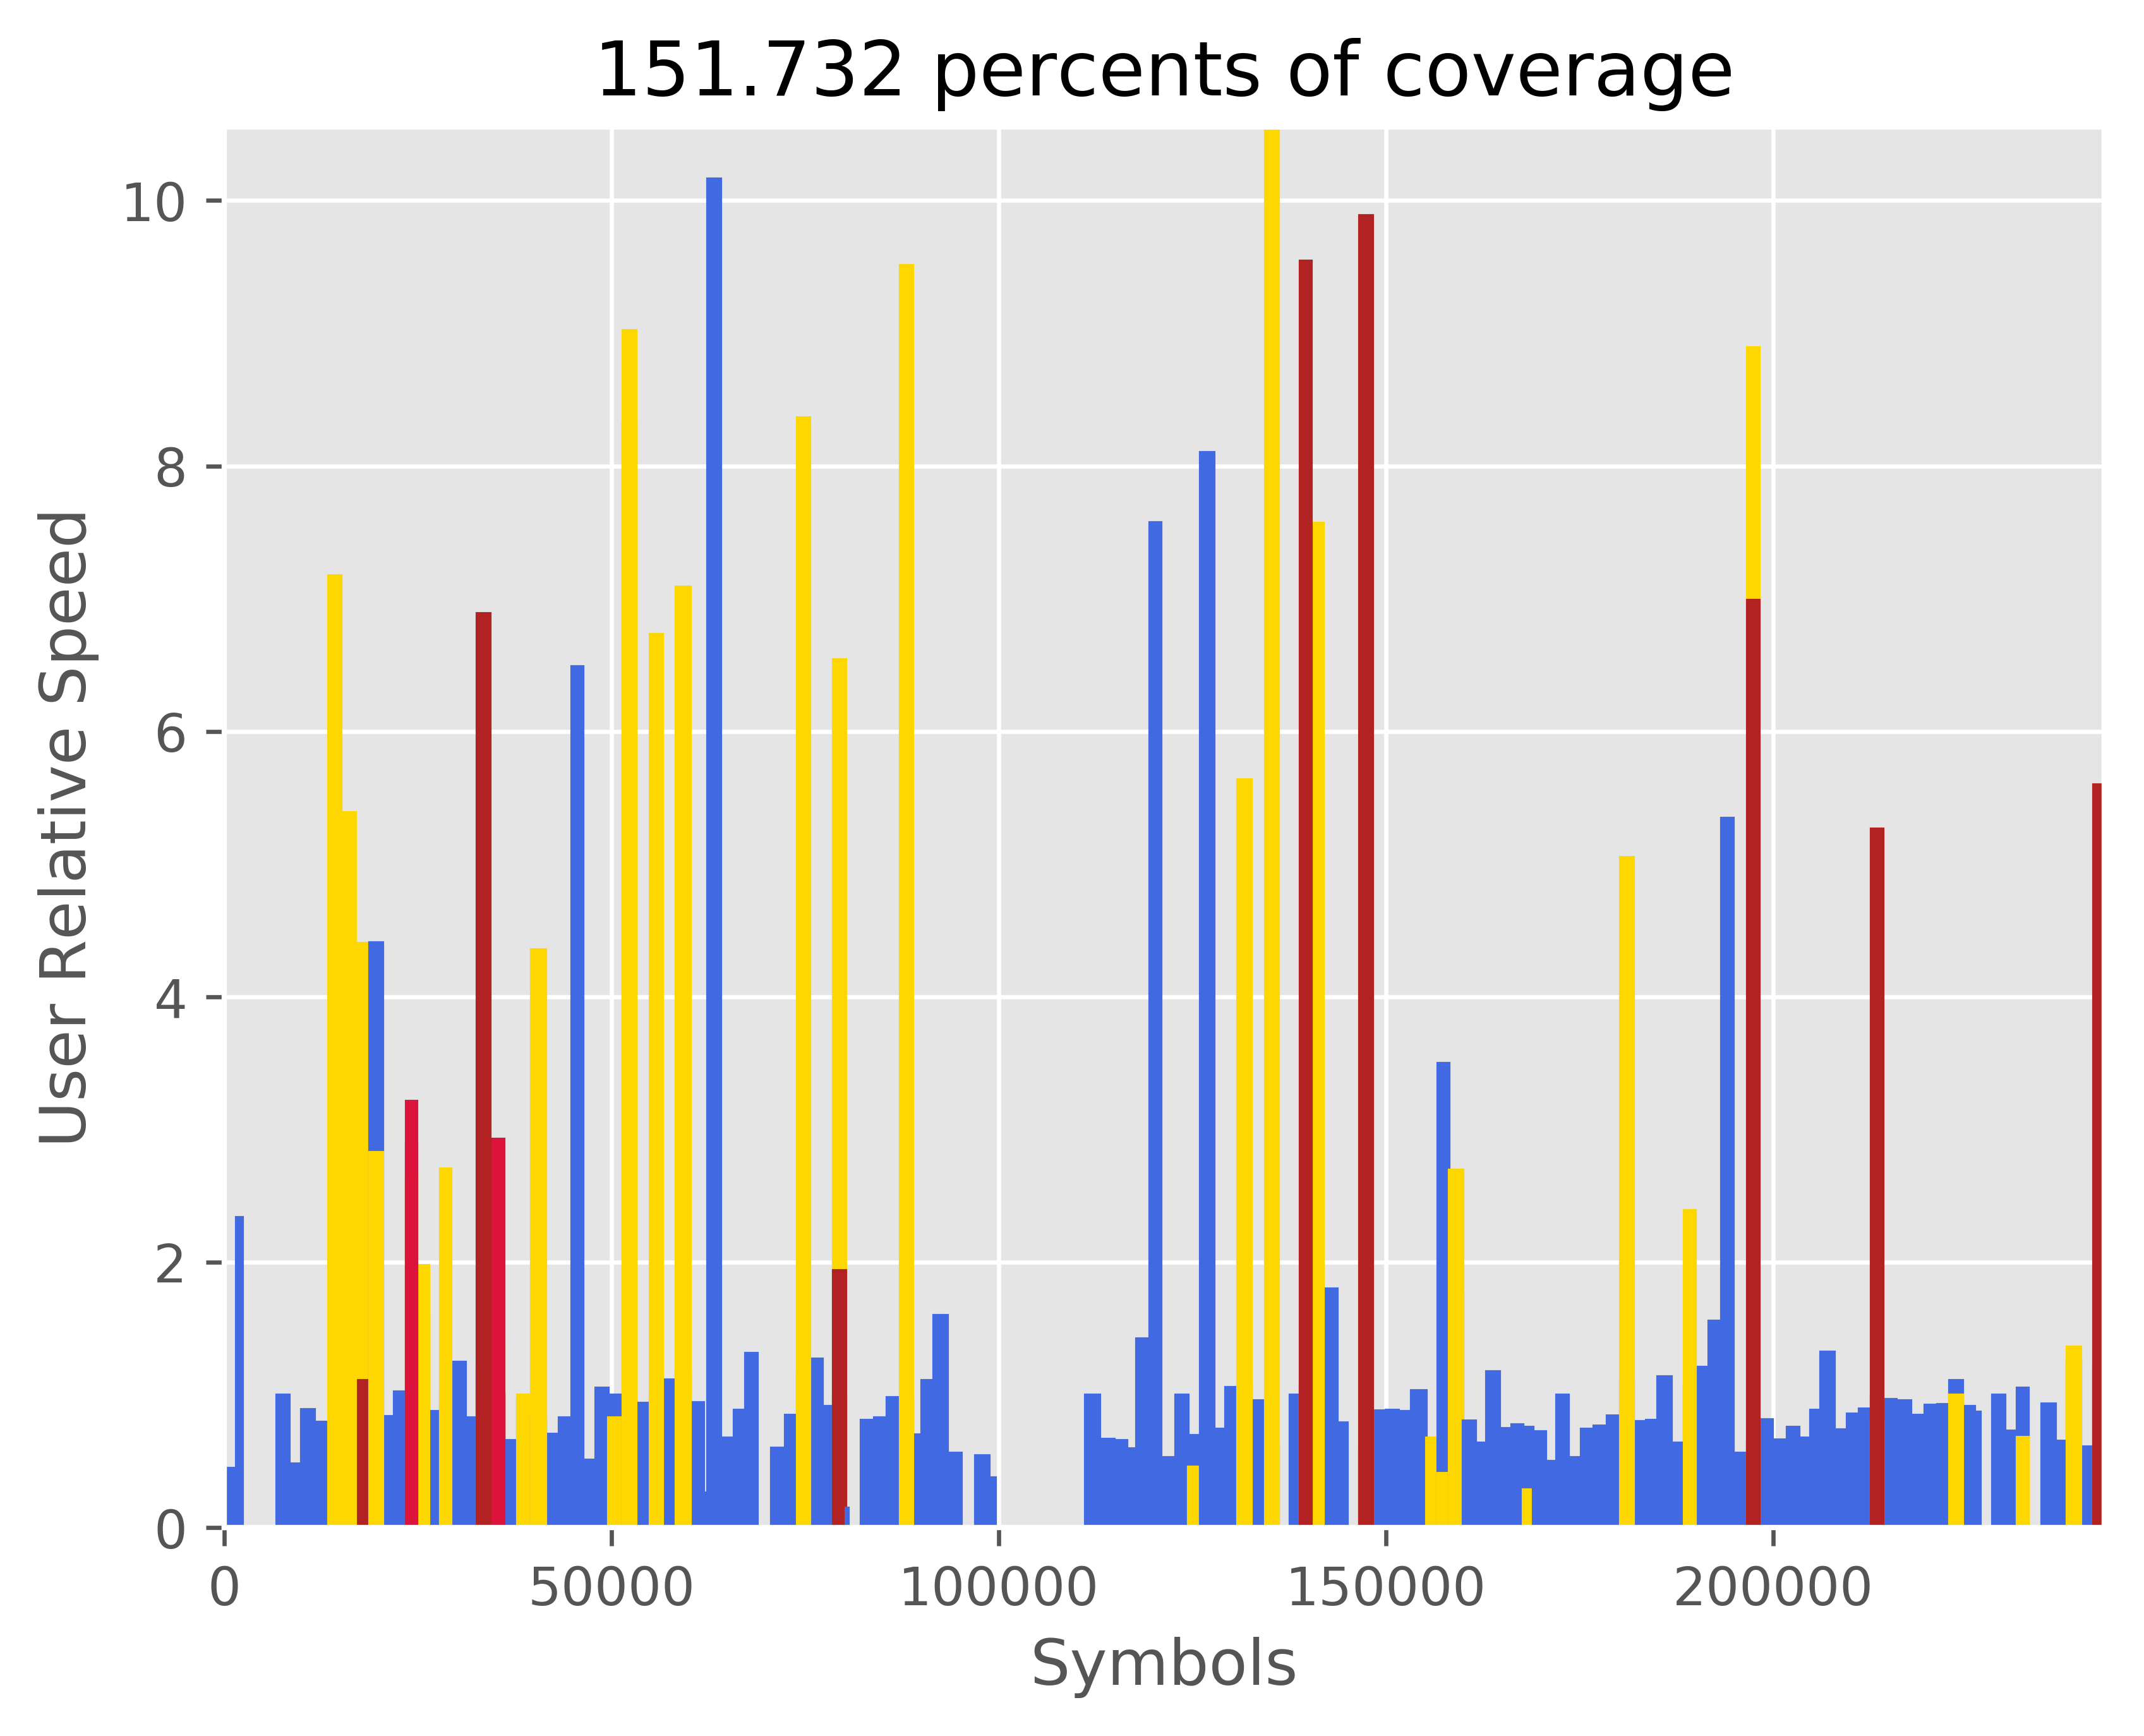 151.732 percents of coverage
10
8
6
4
2
0
User Relative Speed
0 50000 100000 150000 200000
Symbols